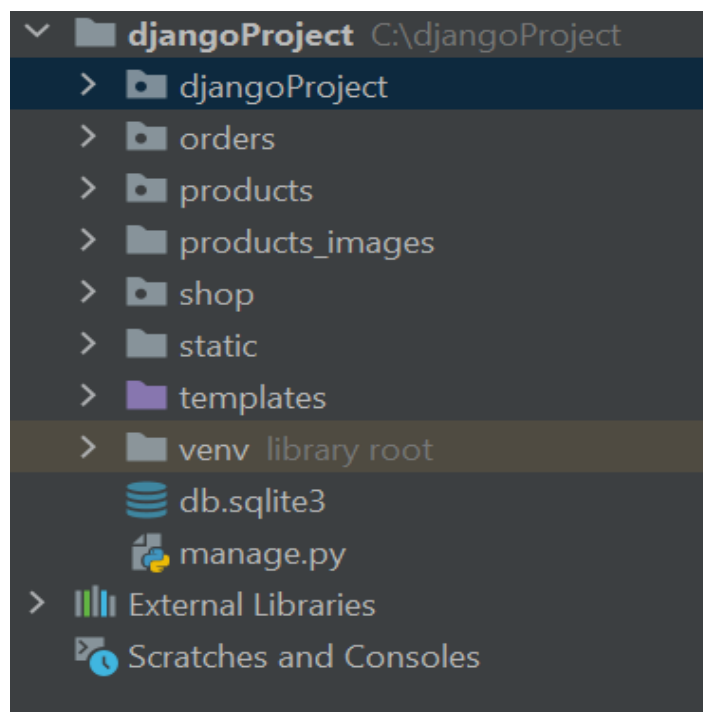 djangoProject C:\djangoProject
djangoProject
orders
products
products_images
shop
static
templates
venv library root
db.sqlite3
manage.py
External Libraries
Scratches and Consoles